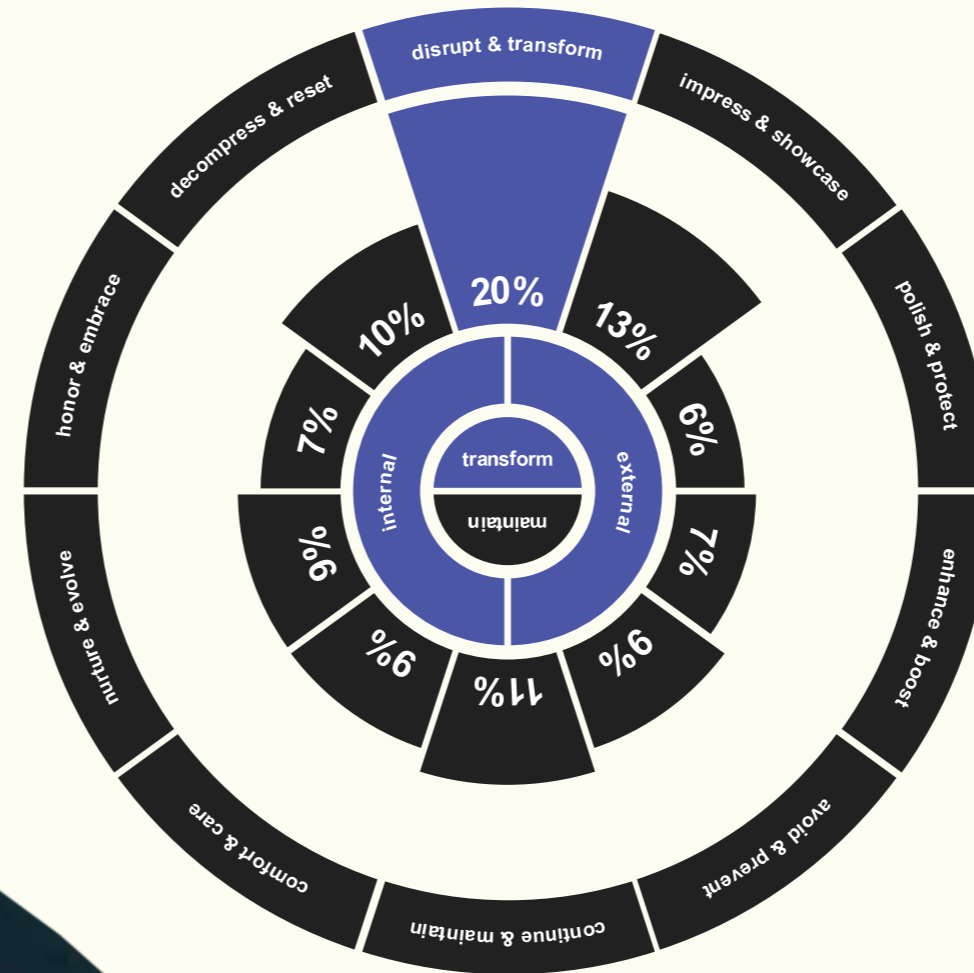 disrupt & transform
impress & showcase
polish & protect
enhance & boost
avoid & prevent
continue & maintain
comfort & care
nurture & evolve
honor & embrace
decompress & reset
20%
13%
6%
7%
9%
11%
9%
9%
7%
10%
internal
external
transform
maintain